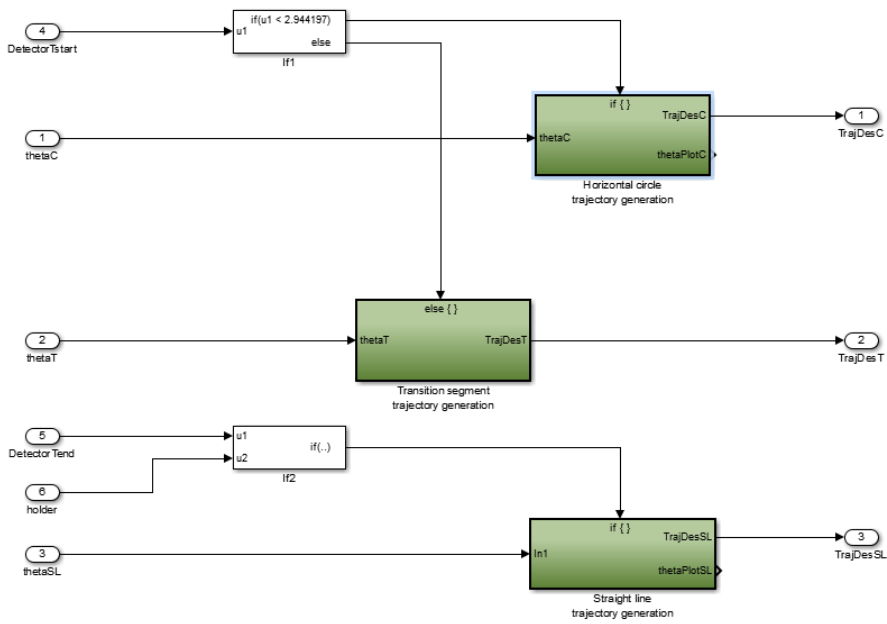 4
DetectorTstart
if(u1 < 2.944197)
u1
else
If1
if { }
TrajDesC
thetaC
thetaPlotC
Horizontal circle
trajectory generation
1
thetaC
1
TrajDesC
else { }
thetaT
TrajDesT
Transition segment
trajectory generation
2
thetaT
2
TrajDesT
5
DetectorTend
u1
if(..)
u2
If2
6
holder
if { }
TrajDesSL
In1
thetaPlotSL
Straight line
trajectory generation
3
thetaSL
3
TrajDesSL